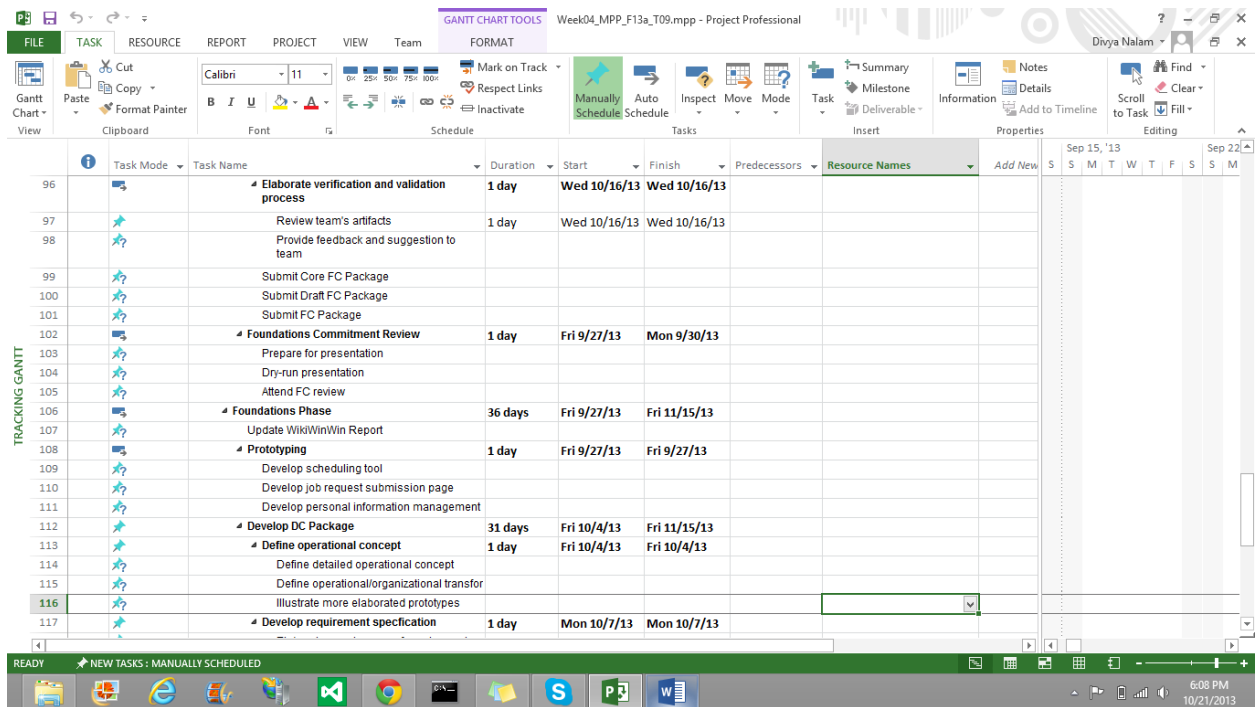 GANTT CHART TOOLS Week04_MPP_F13a_T09.mpp - Project Professional
FILE TASK RESOURCE REPORT PROJECT VIEW Team FORMAT Divya Nalam
Gantt Chart
View
Paste
Cut
Copy
Format Painter
Clipboard
Calibri 11
B I U A
Font
0% 25% 50% 75% 100%
Mark on Track
Respect Links
Inactivate
Schedule
Manually Schedule
Auto Schedule
Inspect Move Mode
Tasks
Task
Summary
Milestone
Deliverable
Insert
Information
Notes
Details
Add to Timeline
Properties
Scroll to Task
Find
Clear
Fill
Editing
Task Mode Task Name Duration Start Finish Predecessors Resource Names Add New
Sep 15, '13 Sep 22
S S M T W T F S S M
TRACKING GANTT
96 Elaborate verification and validation process 1 day Wed 10/16/13 Wed 10/16/13
97 Review team's artifacts 1 day Wed 10/16/13 Wed 10/16/13
98 Provide feedback and suggestion to team
99 Submit Core FC Package
100 Submit Draft FC Package
101 Submit FC Package
102 Foundations Commitment Review 1 day Fri 9/27/13 Mon 9/30/13
103 Prepare for presentation
104 Dry-run presentation
105 Attend FC review
106 Foundations Phase 36 days Fri 9/27/13 Fri 11/15/13
107 Update WikiWinWin Report
108 Prototyping 1 day Fri 9/27/13 Fri 9/27/13
109 Develop scheduling tool
110 Develop job request submission page
111 Develop personal information management
112 Develop DC Package 31 days Fri 10/4/13 Fri 11/15/13
113 Define operational concept 1 day Fri 10/4/13 Fri 10/4/13
114 Define detailed operational concept
115 Define operational/organizational transfor
116 Illustrate more elaborated prototypes
117 Develop requirement specfication 1 day Mon 10/7/13 Mon 10/7/13
READY NEW TASKS : MANUALLY SCHEDULED
6:08 PM
10/21/2013